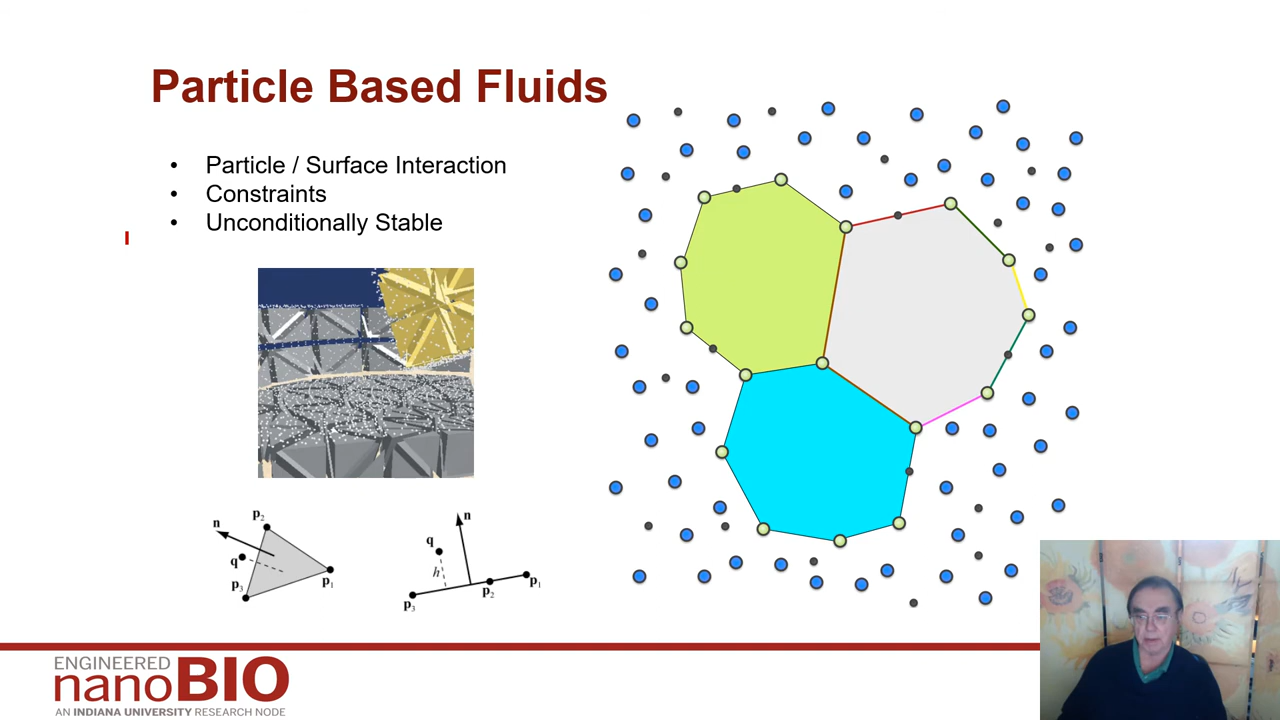 Particle Based Fluids
• Particle / Surface Interaction
• Constraints
• Unconditionally Stable
n
p2
q
p3
p1
n
q
h
p3
p2
p1
ENGINEERED
nanoBIO
AN INDIANA UNIVERSITY RESEARCH NODE